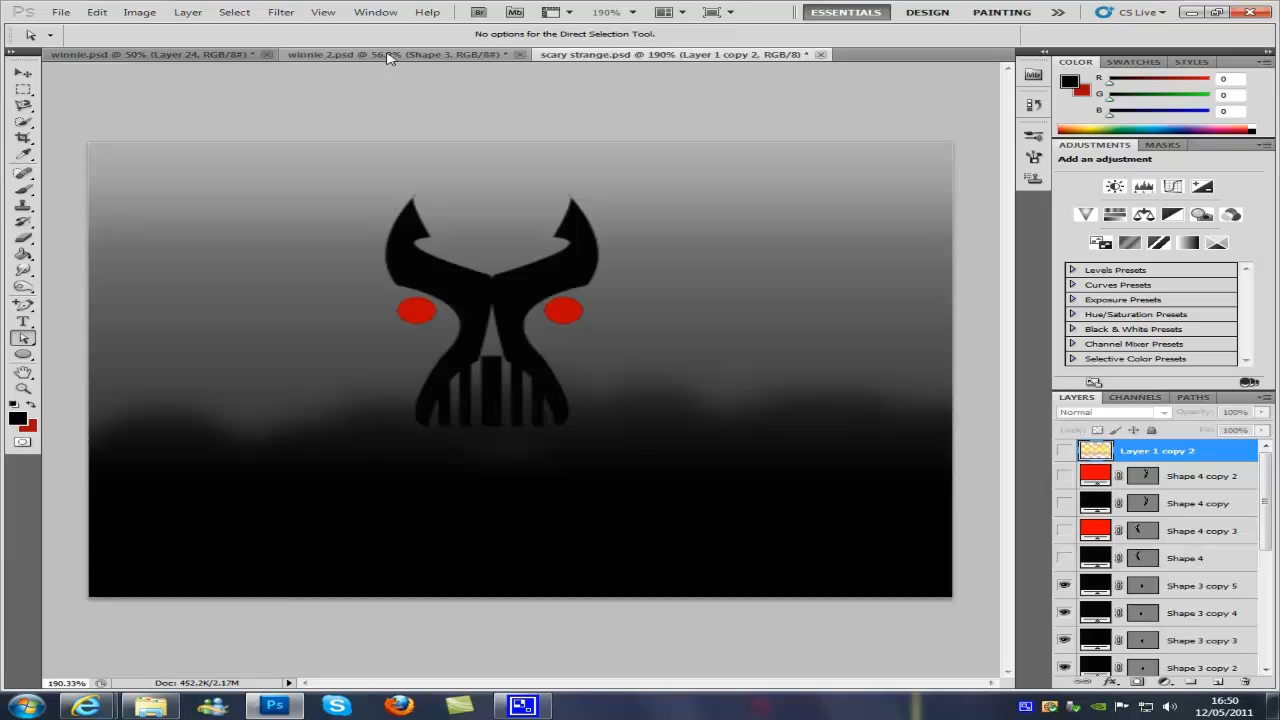 Ps File Edit Image Layer Select Filter View Window Help Br Mb 190% ESSENTIALS DESIGN PAINTING CS Live
No options for the Direct Selection Tool.
winnie.psd @ 50% (Layer 24, RGB/8#) * winnie 2.psd @ (Shape 3, RGB/8#) * scary strange.psd @ 190% (Layer 1 copy 2, RGB/8) *
COLOR SWATCHES STYLES
Mb
R 0
G 0
B 0
ADJUSTMENTS MASKS
Add an adjustment
Levels Presets
Curves Presets
Exposure Presets
Hue/Saturation Presets
Black & White Presets
Channel Mixer Presets
Selective Color Presets
LAYERS CHANNELS PATHS
Normal Opacity: 100%
Lock: Fill: 100%
Layer 1 copy 2
Shape 4 copy 2
Shape 4 copy
Shape 4 copy 3
Shape 4
Shape 3 copy 5
Shape 3 copy 4
Shape 3 copy 3
Shape 3 copy 2
T
fx
190.33% Doc: 452.2K/2.17M
Ps
16:50
12/05/2011